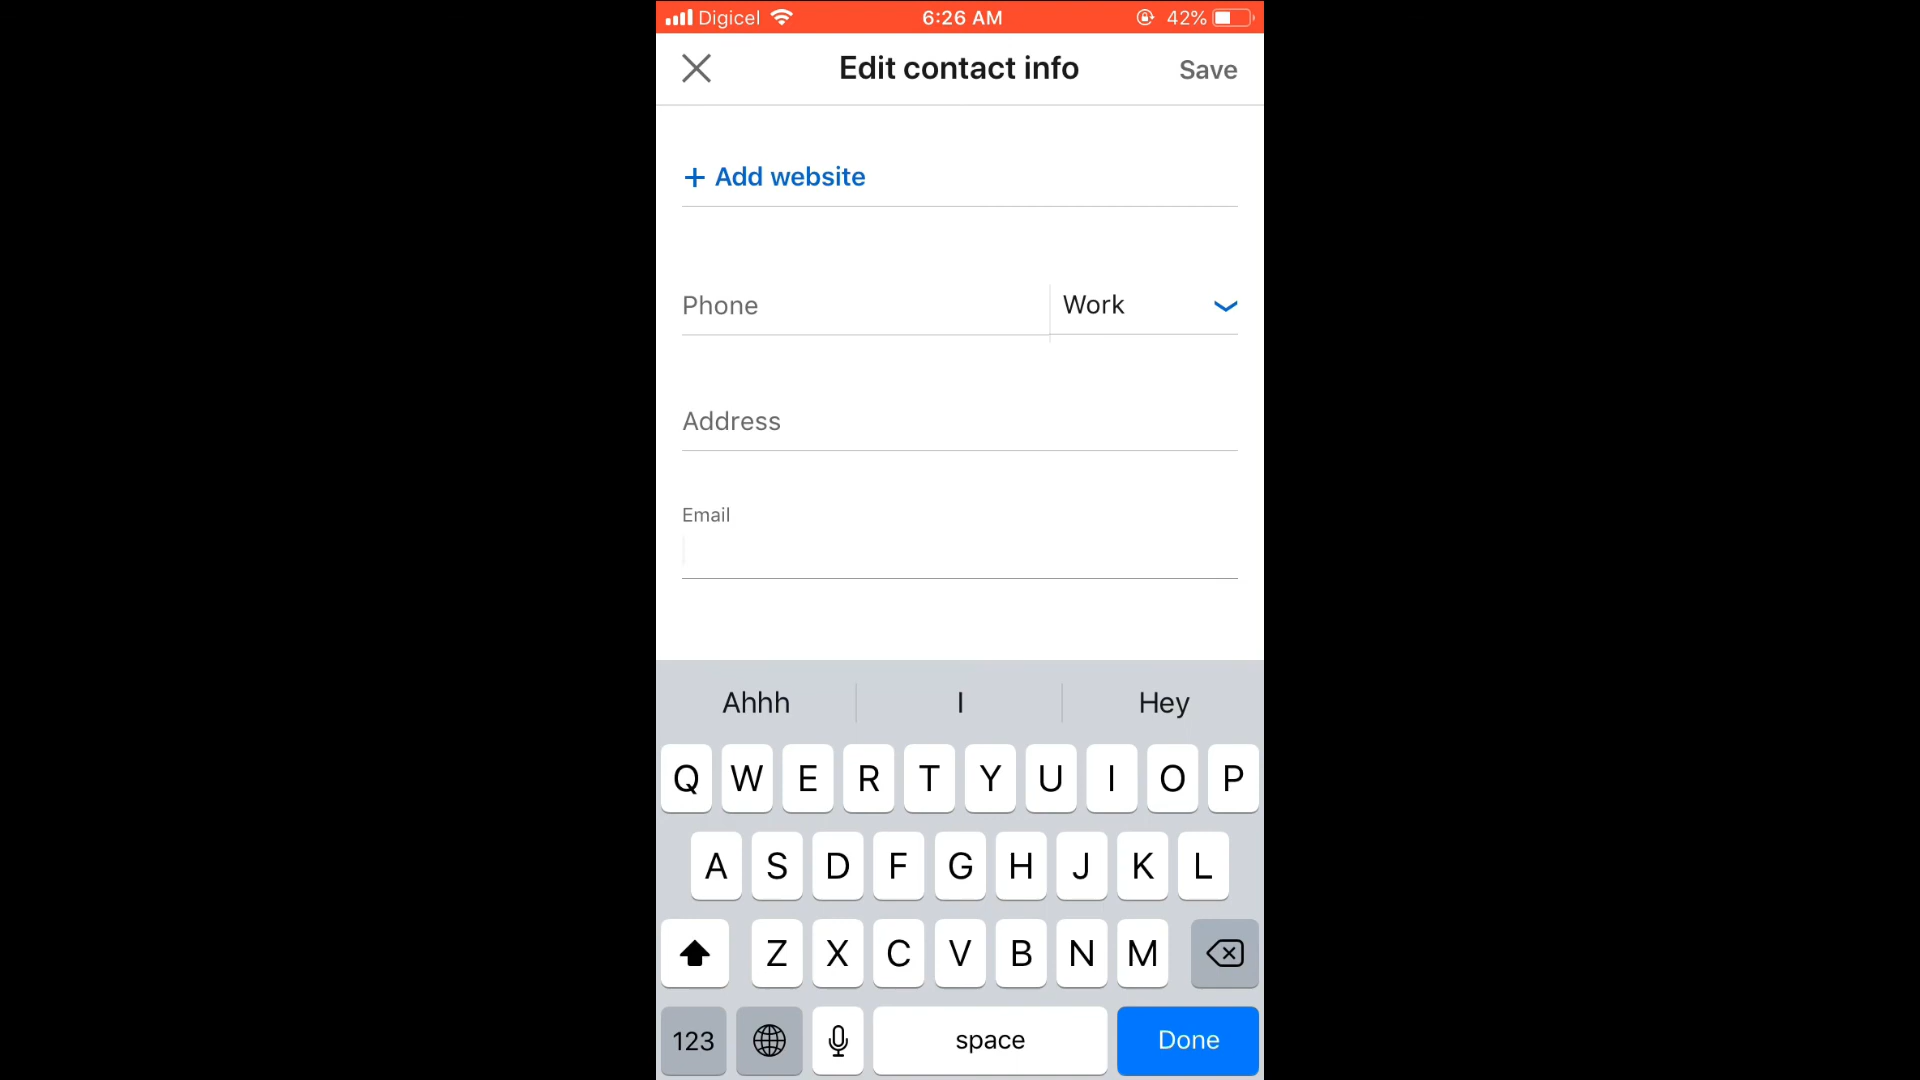 Digicel 6:26 AM 42%
Edit contact info Save
+ Add website
Phone Work
Address
Email
Ahhh I Hey
Q W E R T Y U I O P
A S D F G H J K L
Z X C V B N M
123 space Done